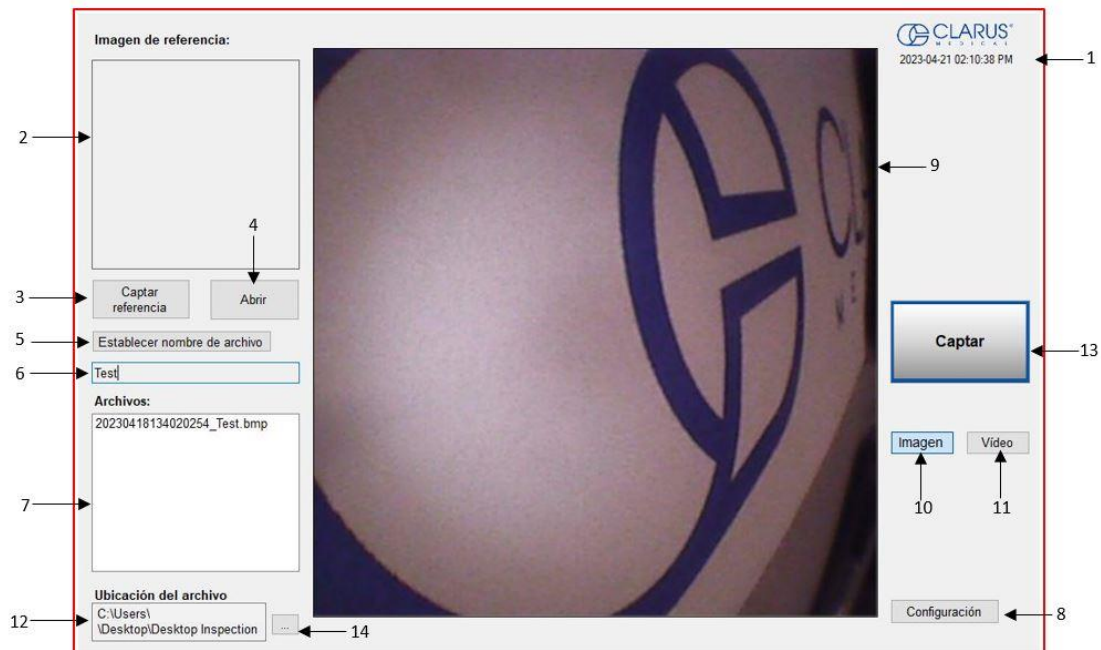 Imagen de referencia:
CLARUS
MEDICAL
2023-04-21 02:10:38 PM
1
2
9
4
3
Captar
referencia
Abrir
5
Establecer nombre de archivo
6
Test
Captar
13
Archivos:
20230418134020254_Test.bmp
Imagen
Vídeo
7
10
11
Ubicación del archivo
12
C:\Users\
\Desktop\Desktop Inspection
...
14
Configuración
8